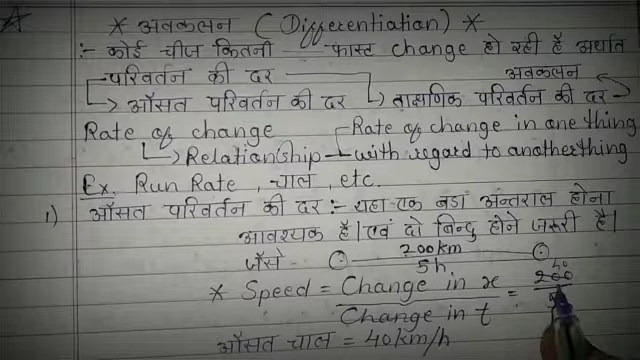 * अवकलन (Differentiation) *
:- कोई चीज कितनी फास्ट change हो रही है अर्थात
परिवर्तन की दर अवकलन
→ औसत परिवर्तन की दर → ताक्षणिक परिवर्तन की दर
Rate of change Rate of change in one thing
→ Relationship with regard to another thing
Ex. Run Rate, चाल, etc.
1) औसत परिवर्तन की दर :- यहा एक बडा अन्तराल होना
आवश्यक है। एवं दो बिन्दु होने जरूरी है।
जैसे 200km
5h
* Speed = Change in x = 200 40
Change in t 5
औसत चाल = 40km/h